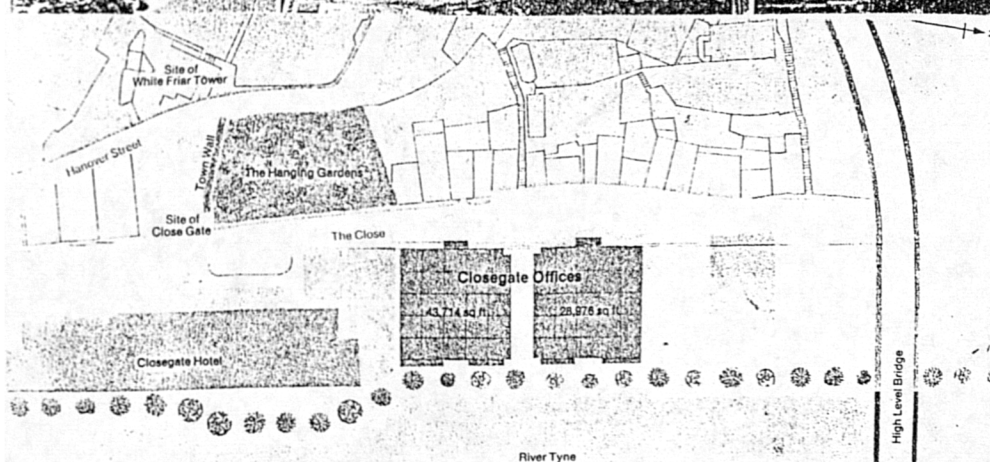 Site of
White Friar Tower
Hanover Street
Town Wall
The Hanging Gardens
Site of
Close Gate
The Close
Closegate Offices
43,714 sq ft
28,976 sq ft
Closegate Hotel
High Level Bridge
River Tyne